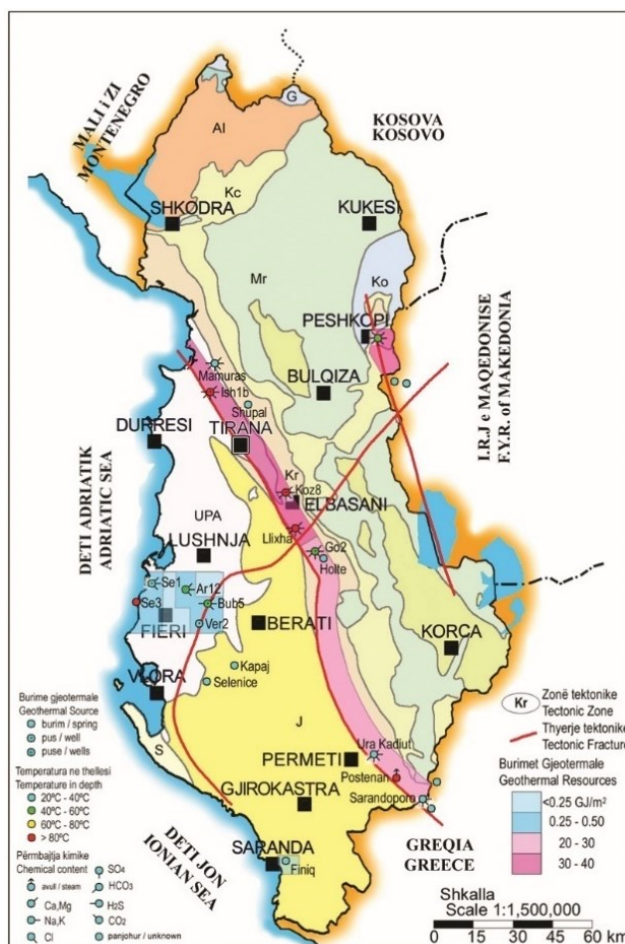 MALI i ZI
MONTENEGRO
KOSOVA
KOSOVO
G
Al
Kc
SHKODRA
KUKESI
Mr
Ko
PESHKOPI
I.R.J e MAQEDONISE
F.Y.R. of MAKEDONIA
Mamuras
Ish1b
BULQIZA
Shupal
DURRESI
TIRANA
DETI ADRIATIK
ADRIATIC SEA
Kr
Koz8
ELBASANI
UPA
Llixha
LUSHNJA
Go2
Holte
Se1
Ar12
Se3
Bub5
FIERI
Ver2
BERATI
KORCA
Kapaj
VLORA
Selenice
Kr
Zonë tektonike
Tectonic Zone
Thyerje tektonike
Tectonic Fracture
J
S
Ura Kadiut
PERMETI
Postenan
GJIROKASTRA
Sarandoporo
DETI JON
IONIAN SEA
SARANDA
Finiq
GREQIA
GREECE
Burime gjeotermale
Geothermal Source
burim / spring
pus / well
puse / wells
Temperatura ne thellesi
Temperature in depth
20ºC - 40ºC
40ºC - 60ºC
60ºC - 80ºC
> 80ºC
Përmbajtja kimike
Chemical content
avull / steam
Ca,Mg
Na,K
Cl
SO₄
HCO₃
H₂S
CO₂
panjohur / unknown
Burimet Gjeotermale
Geothermal Resources
<0.25 GJ/m²
0.25 - 0.50
20 - 30
30 - 40
Shkalla
Scale 1:1,500,000
0 15 30 60 km